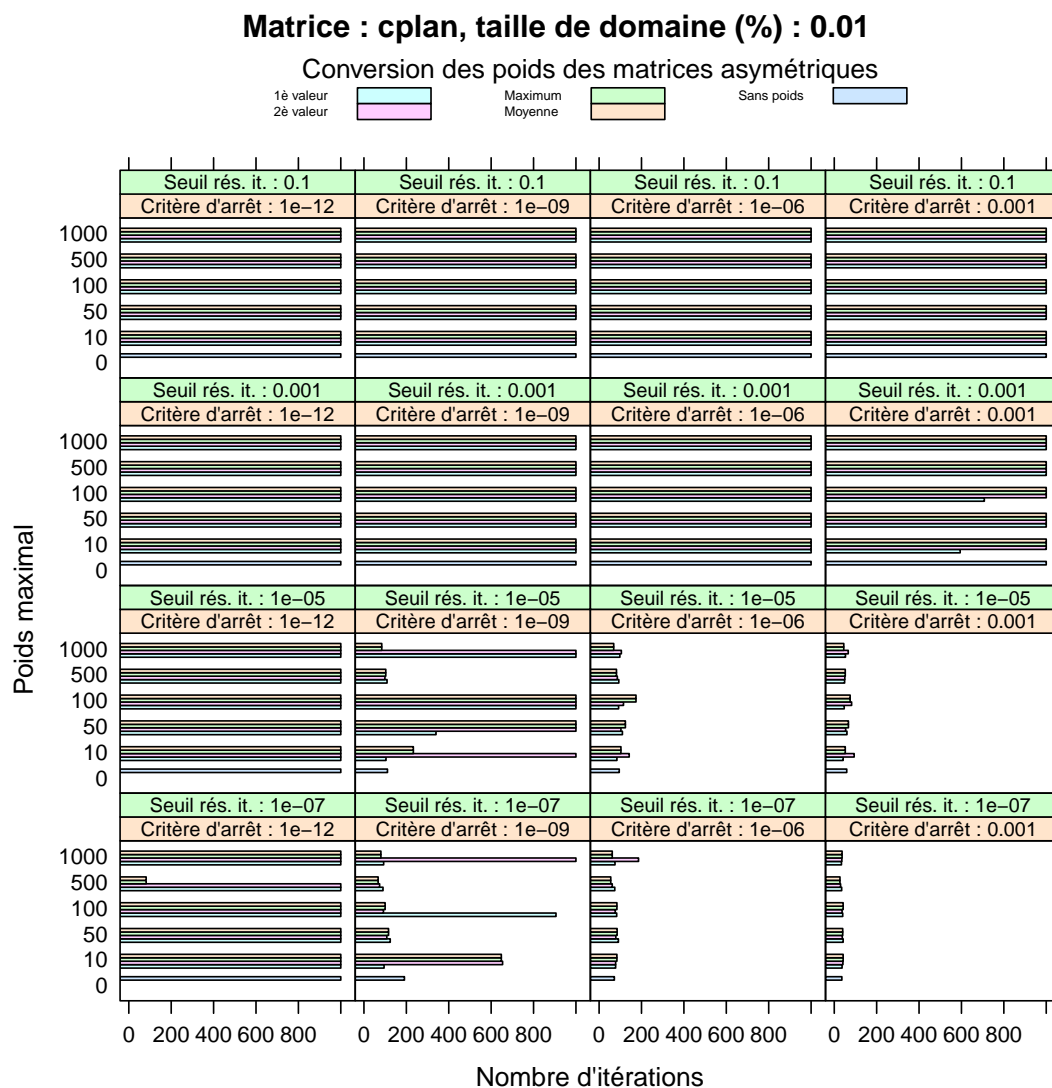 Matrice : cplan, taille de domaine (%) : 0.01
Conversion des poids des matrices asymétriques
1è valeur Maximum Sans poids
2è valeur Moyenne
Seuil rés. it. : 0.1 Seuil rés. it. : 0.1 Seuil rés. it. : 0.1 Seuil rés. it. : 0.1
Critère d'arrêt : 1e−12 Critère d'arrêt : 1e−09 Critère d'arrêt : 1e−06 Critère d'arrêt : 0.001
1000
500
100
50
10
0
Seuil rés. it. : 0.001 Seuil rés. it. : 0.001 Seuil rés. it. : 0.001 Seuil rés. it. : 0.001
Critère d'arrêt : 1e−12 Critère d'arrêt : 1e−09 Critère d'arrêt : 1e−06 Critère d'arrêt : 0.001
1000
500
100
50
10
0
Poids maximal
Seuil rés. it. : 1e−05 Seuil rés. it. : 1e−05 Seuil rés. it. : 1e−05 Seuil rés. it. : 1e−05
Critère d'arrêt : 1e−12 Critère d'arrêt : 1e−09 Critère d'arrêt : 1e−06 Critère d'arrêt : 0.001
1000
500
100
50
10
0
Seuil rés. it. : 1e−07 Seuil rés. it. : 1e−07 Seuil rés. it. : 1e−07 Seuil rés. it. : 1e−07
Critère d'arrêt : 1e−12 Critère d'arrêt : 1e−09 Critère d'arrêt : 1e−06 Critère d'arrêt : 0.001
1000
500
100
50
10
0
0 200 400 600 800 0 200 400 600 800 0 200 400 600 800 0 200 400 600 800
Nombre d'itérations